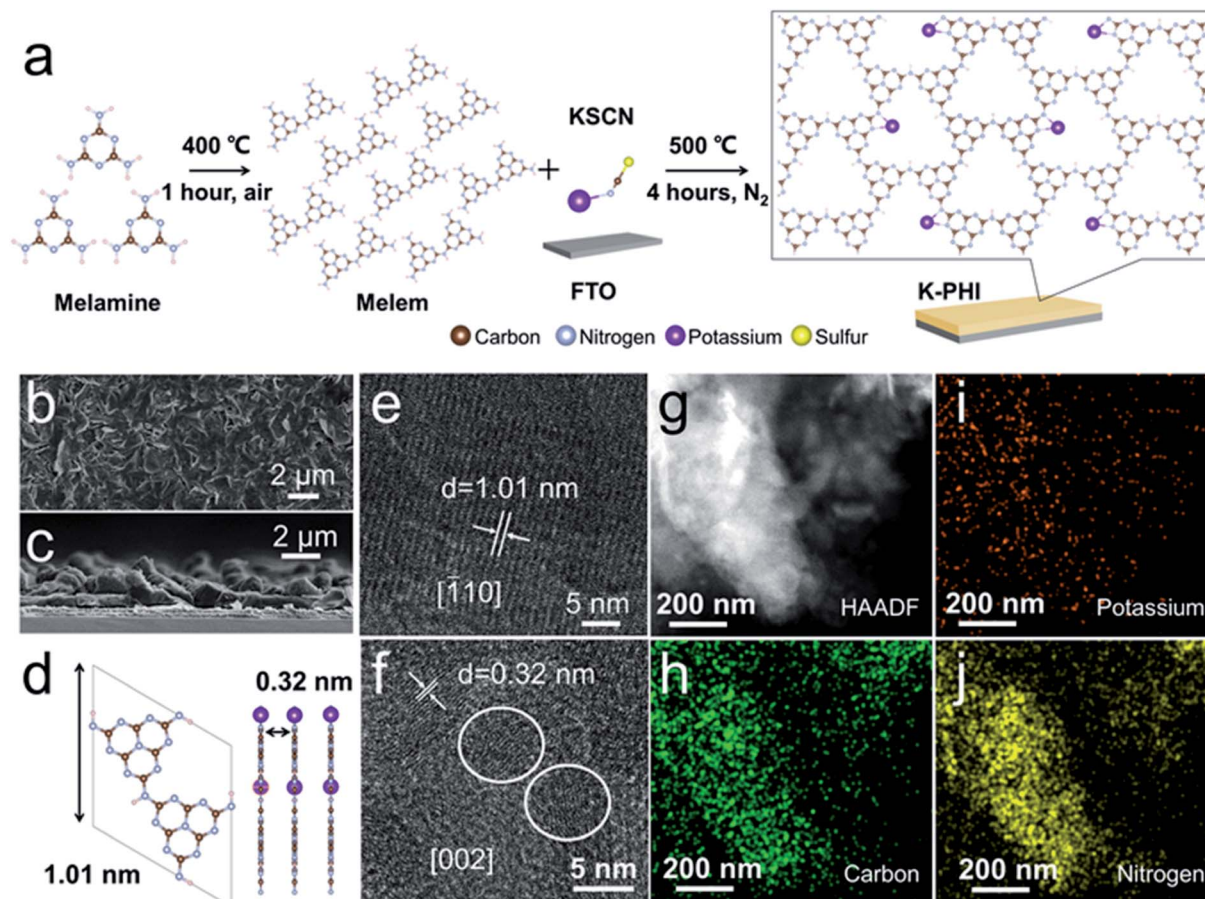 a
400 ℃
1 hour, air
KSCN
500 ℃
4 hours, N₂
Melamine
Melem
FTO
K-PHI
Carbon Nitrogen Potassium Sulfur
b
2 μm
c
2 μm
d
0.32 nm
1.01 nm
e
d=1.01 nm
[1̄10]
5 nm
f
d=0.32 nm
[002]
5 nm
g
200 nm
HAADF
h
200 nm
Carbon
i
200 nm
Potassium
j
200 nm
Nitrogen